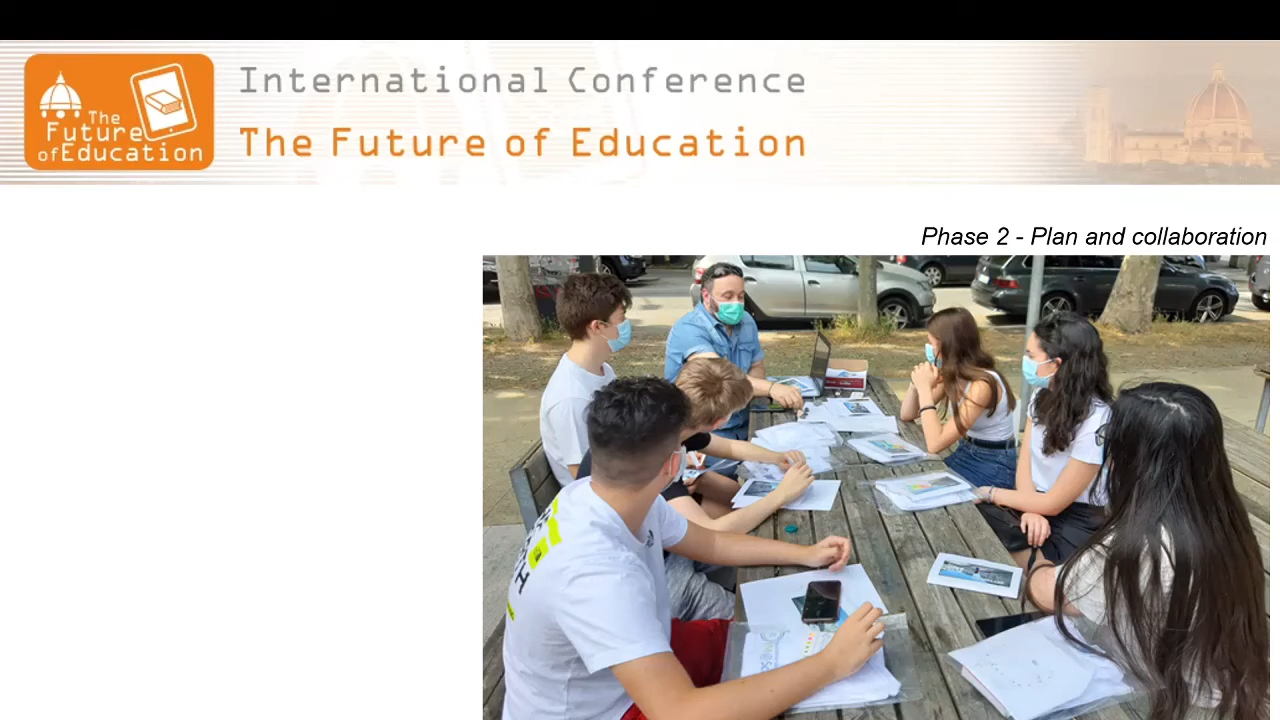 The
Future
of Education
International Conference
The Future of Education
Phase 2 - Plan and collaboration